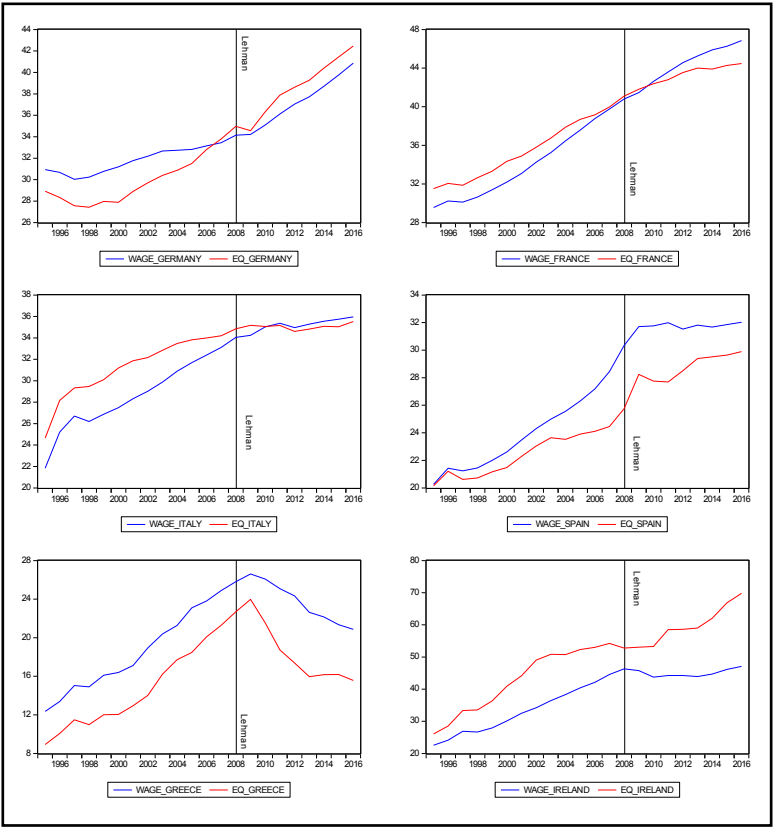 44
42
40
38
36
34
32
30
28
26
Lehman
1996 1998 2000 2002 2004 2006 2008 2010 2012 2014 2016
WAGE_GERMANY EQ_GERMANY
48
44
40
36
32
28
Lehman
1996 1998 2000 2002 2004 2006 2008 2010 2012 2014 2016
WAGE_FRANCE EQ_FRANCE
38
36
34
32
30
28
26
24
22
20
Lehman
1996 1998 2000 2002 2004 2006 2008 2010 2012 2014 2016
WAGE_ITALY EQ_ITALY
34
32
30
28
26
24
22
20
Lehman
1996 1998 2000 2002 2004 2006 2008 2010 2012 2014 2016
WAGE_SPAIN EQ_SPAIN
28
24
20
16
12
8
Lehman
1996 1998 2000 2002 2004 2006 2008 2010 2012 2014 2016
WAGE_GREECE EQ_GREECE
80
70
60
50
40
30
20
Lehman
1996 1998 2000 2002 2004 2006 2008 2010 2012 2014 2016
WAGE_IRELAND EQ_IRELAND